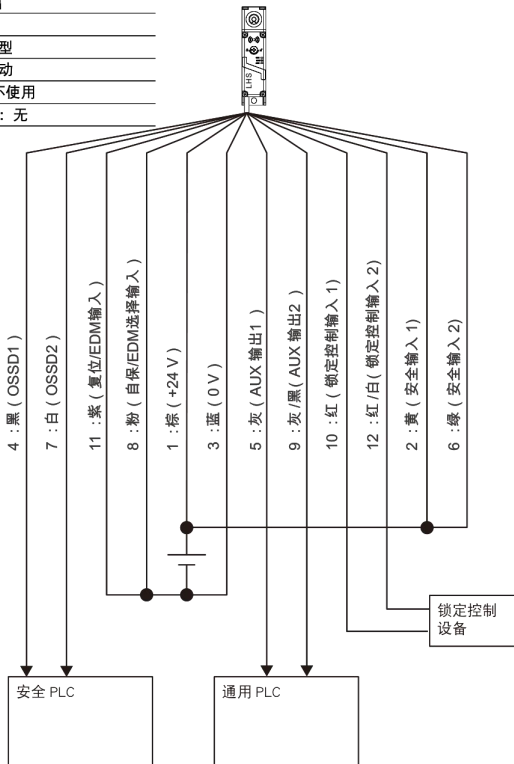 型
动
不使用
：无
LHS
4：黑（OSSD1）
7：白（OSSD2）
11：紫（复位/EDM输入）
8：粉（自保/EDM选择输入）
1：棕（+24 V）
3：蓝（0 V）
5：灰（AUX 输出1）
9：灰/黑（AUX 输出2）
10：红（锁定控制输入 1）
12：红/白（锁定控制输入 2）
2：黄（安全输入 1）
6：绿（安全输入 2）
锁定控制
设备
安全 PLC
通用 PLC